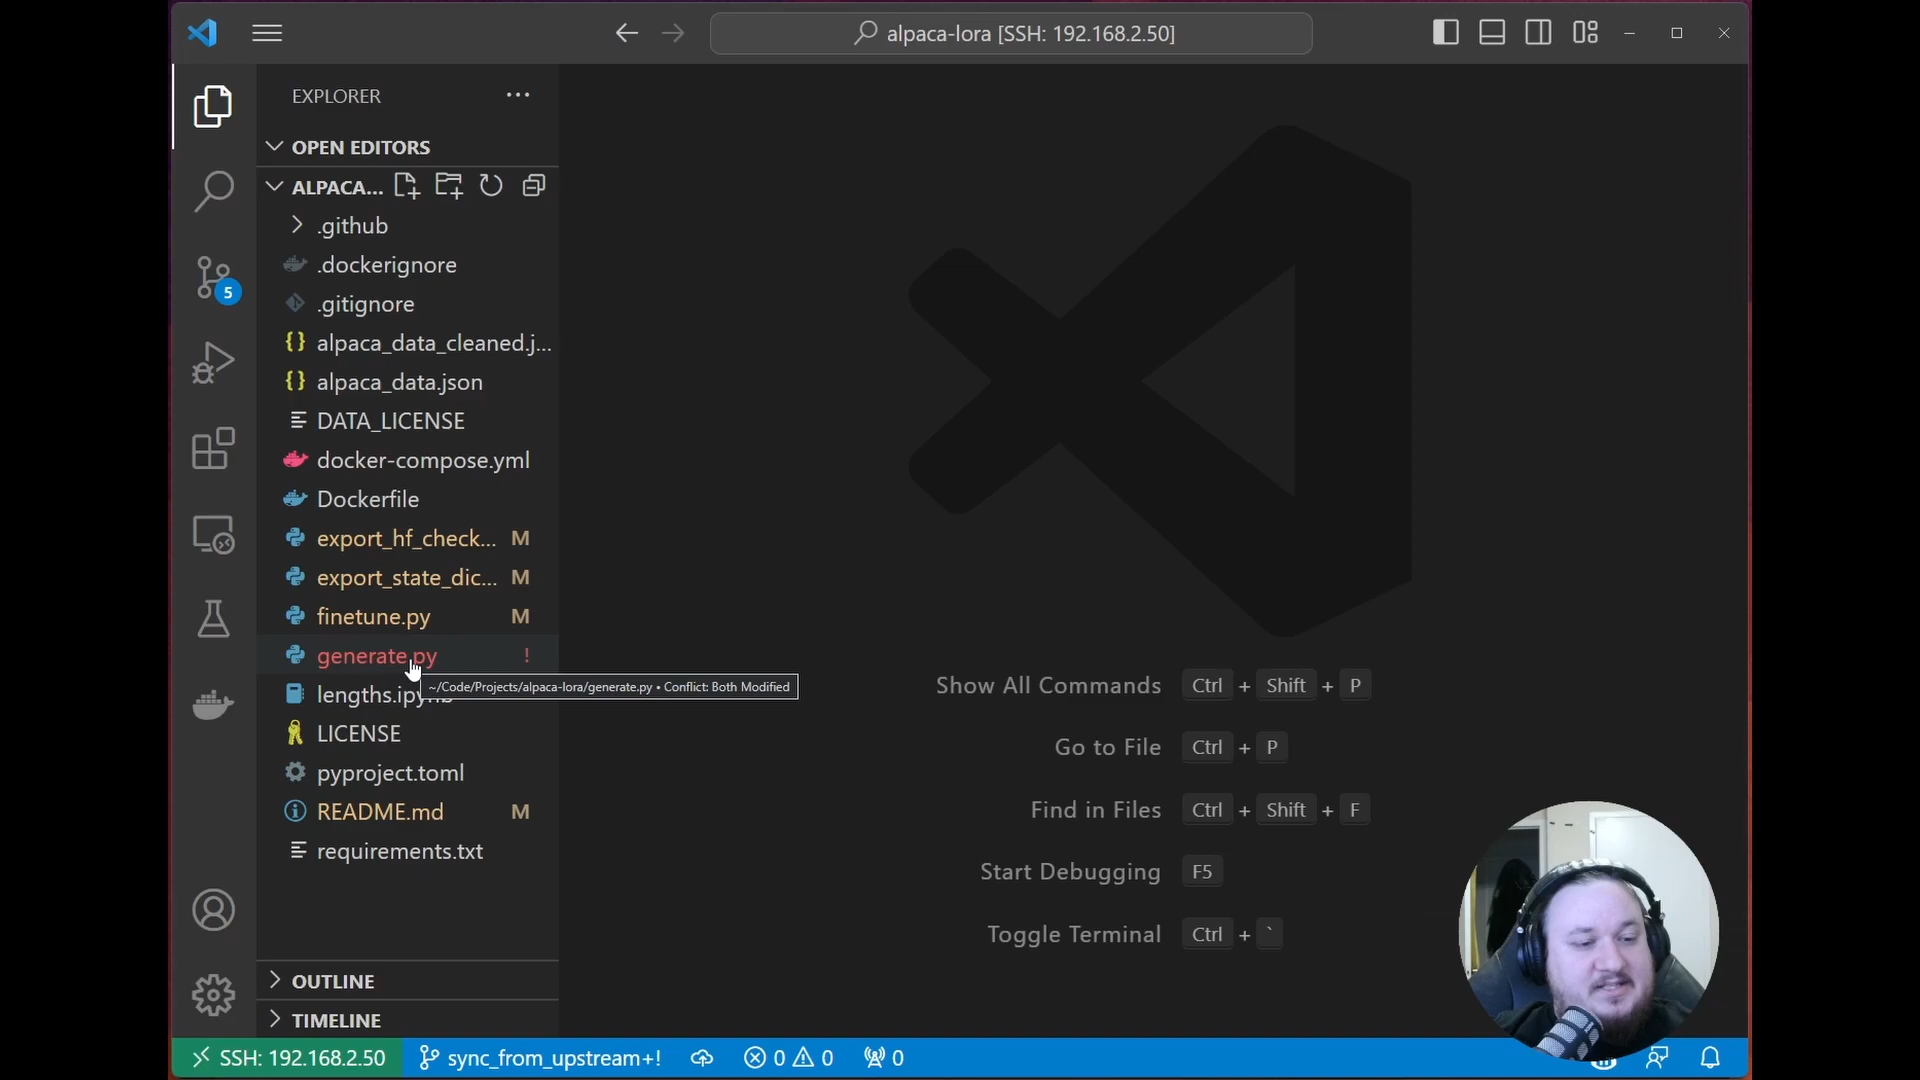 alpaca-lora [SSH: 192.168.2.50]
EXPLORER
OPEN EDITORS
ALPACA...
.github
.dockerignore
.gitignore
alpaca_data_cleaned.j...
alpaca_data.json
DATA_LICENSE
docker-compose.yml
Dockerfile
export_hf_check... M
export_state_dic... M
finetune.py M
generate.py !
~/Code/Projects/alpaca-lora/generate.py • Conflict: Both Modified
lengths.ipynb
LICENSE
pyproject.toml
README.md M
requirements.txt
OUTLINE
TIMELINE
5
Show All Commands Ctrl + Shift + P
Go to File Ctrl + P
Find in Files Ctrl + Shift + F
Start Debugging F5
Toggle Terminal Ctrl + `
SSH: 192.168.2.50 sync_from_upstream+! 0 0 0